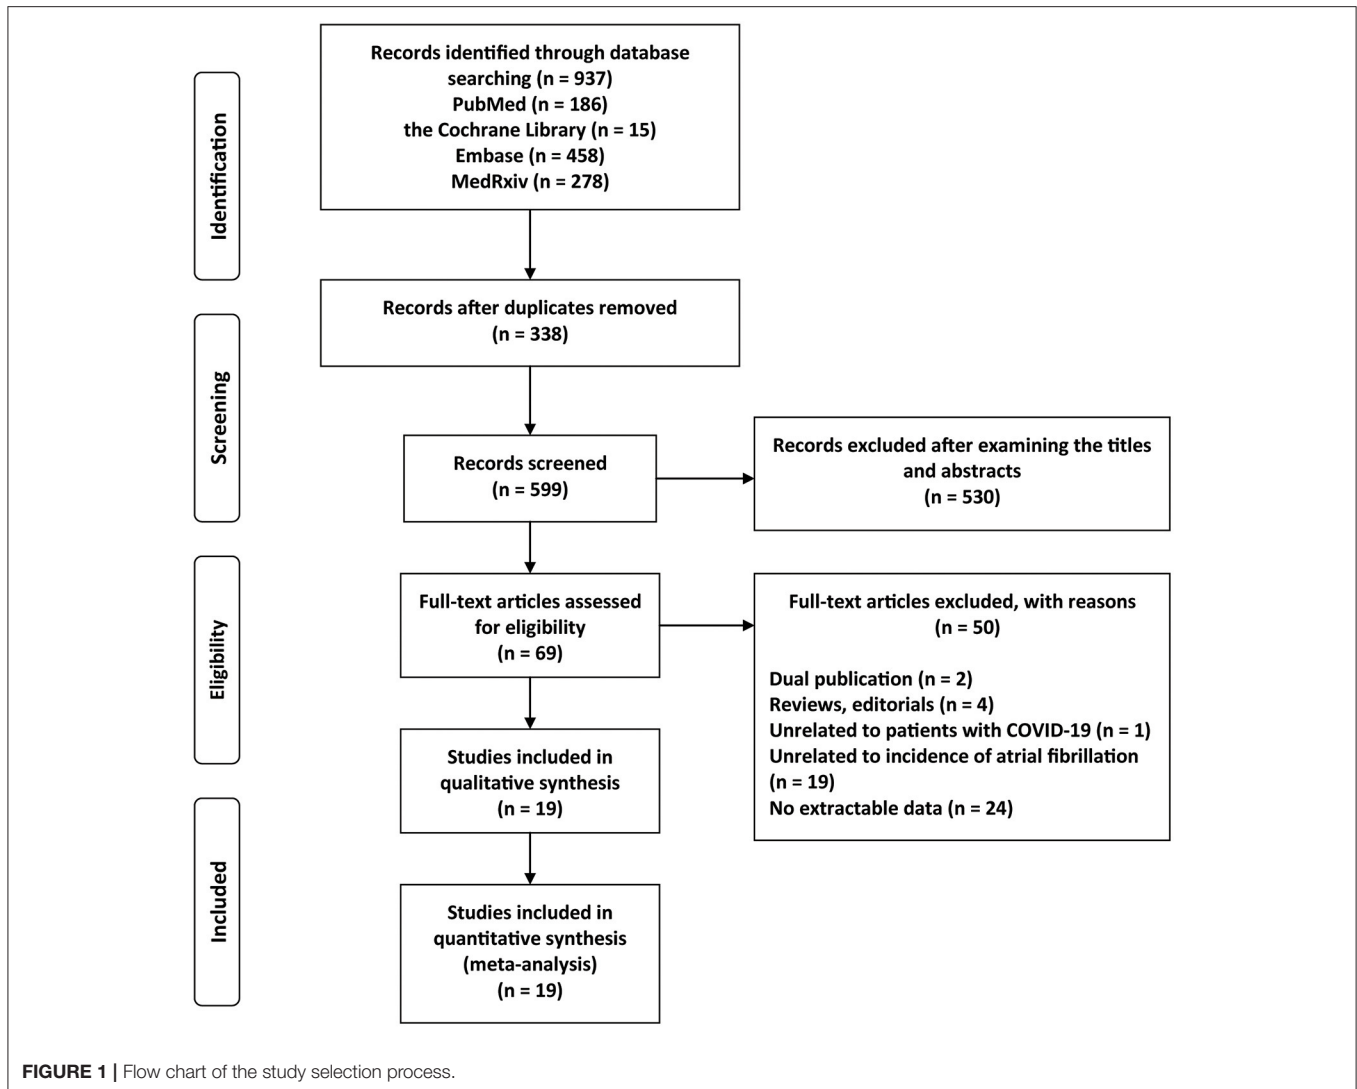 Identification
Records identified through database
searching (n = 937)
PubMed (n = 186)
the Cochrane Library (n = 15)
Embase (n = 458)
MedRxiv (n = 278)
Screening
Records after duplicates removed
(n = 338)
Records screened
(n = 599)
Records excluded after examining the titles
and abstracts
(n = 530)
Eligibility
Full-text articles assessed
for eligibility
(n = 69)
Full-text articles excluded, with reasons
(n = 50)
Dual publication (n = 2)
Reviews, editorials (n = 4)
Unrelated to patients with COVID-19 (n = 1)
Unrelated to incidence of atrial fibrillation
(n = 19)
No extractable data (n = 24)
Studies included in
qualitative synthesis
(n = 19)
Included
Studies included in
quantitative synthesis
(meta-analysis)
(n = 19)
FIGURE 1 | Flow chart of the study selection process.